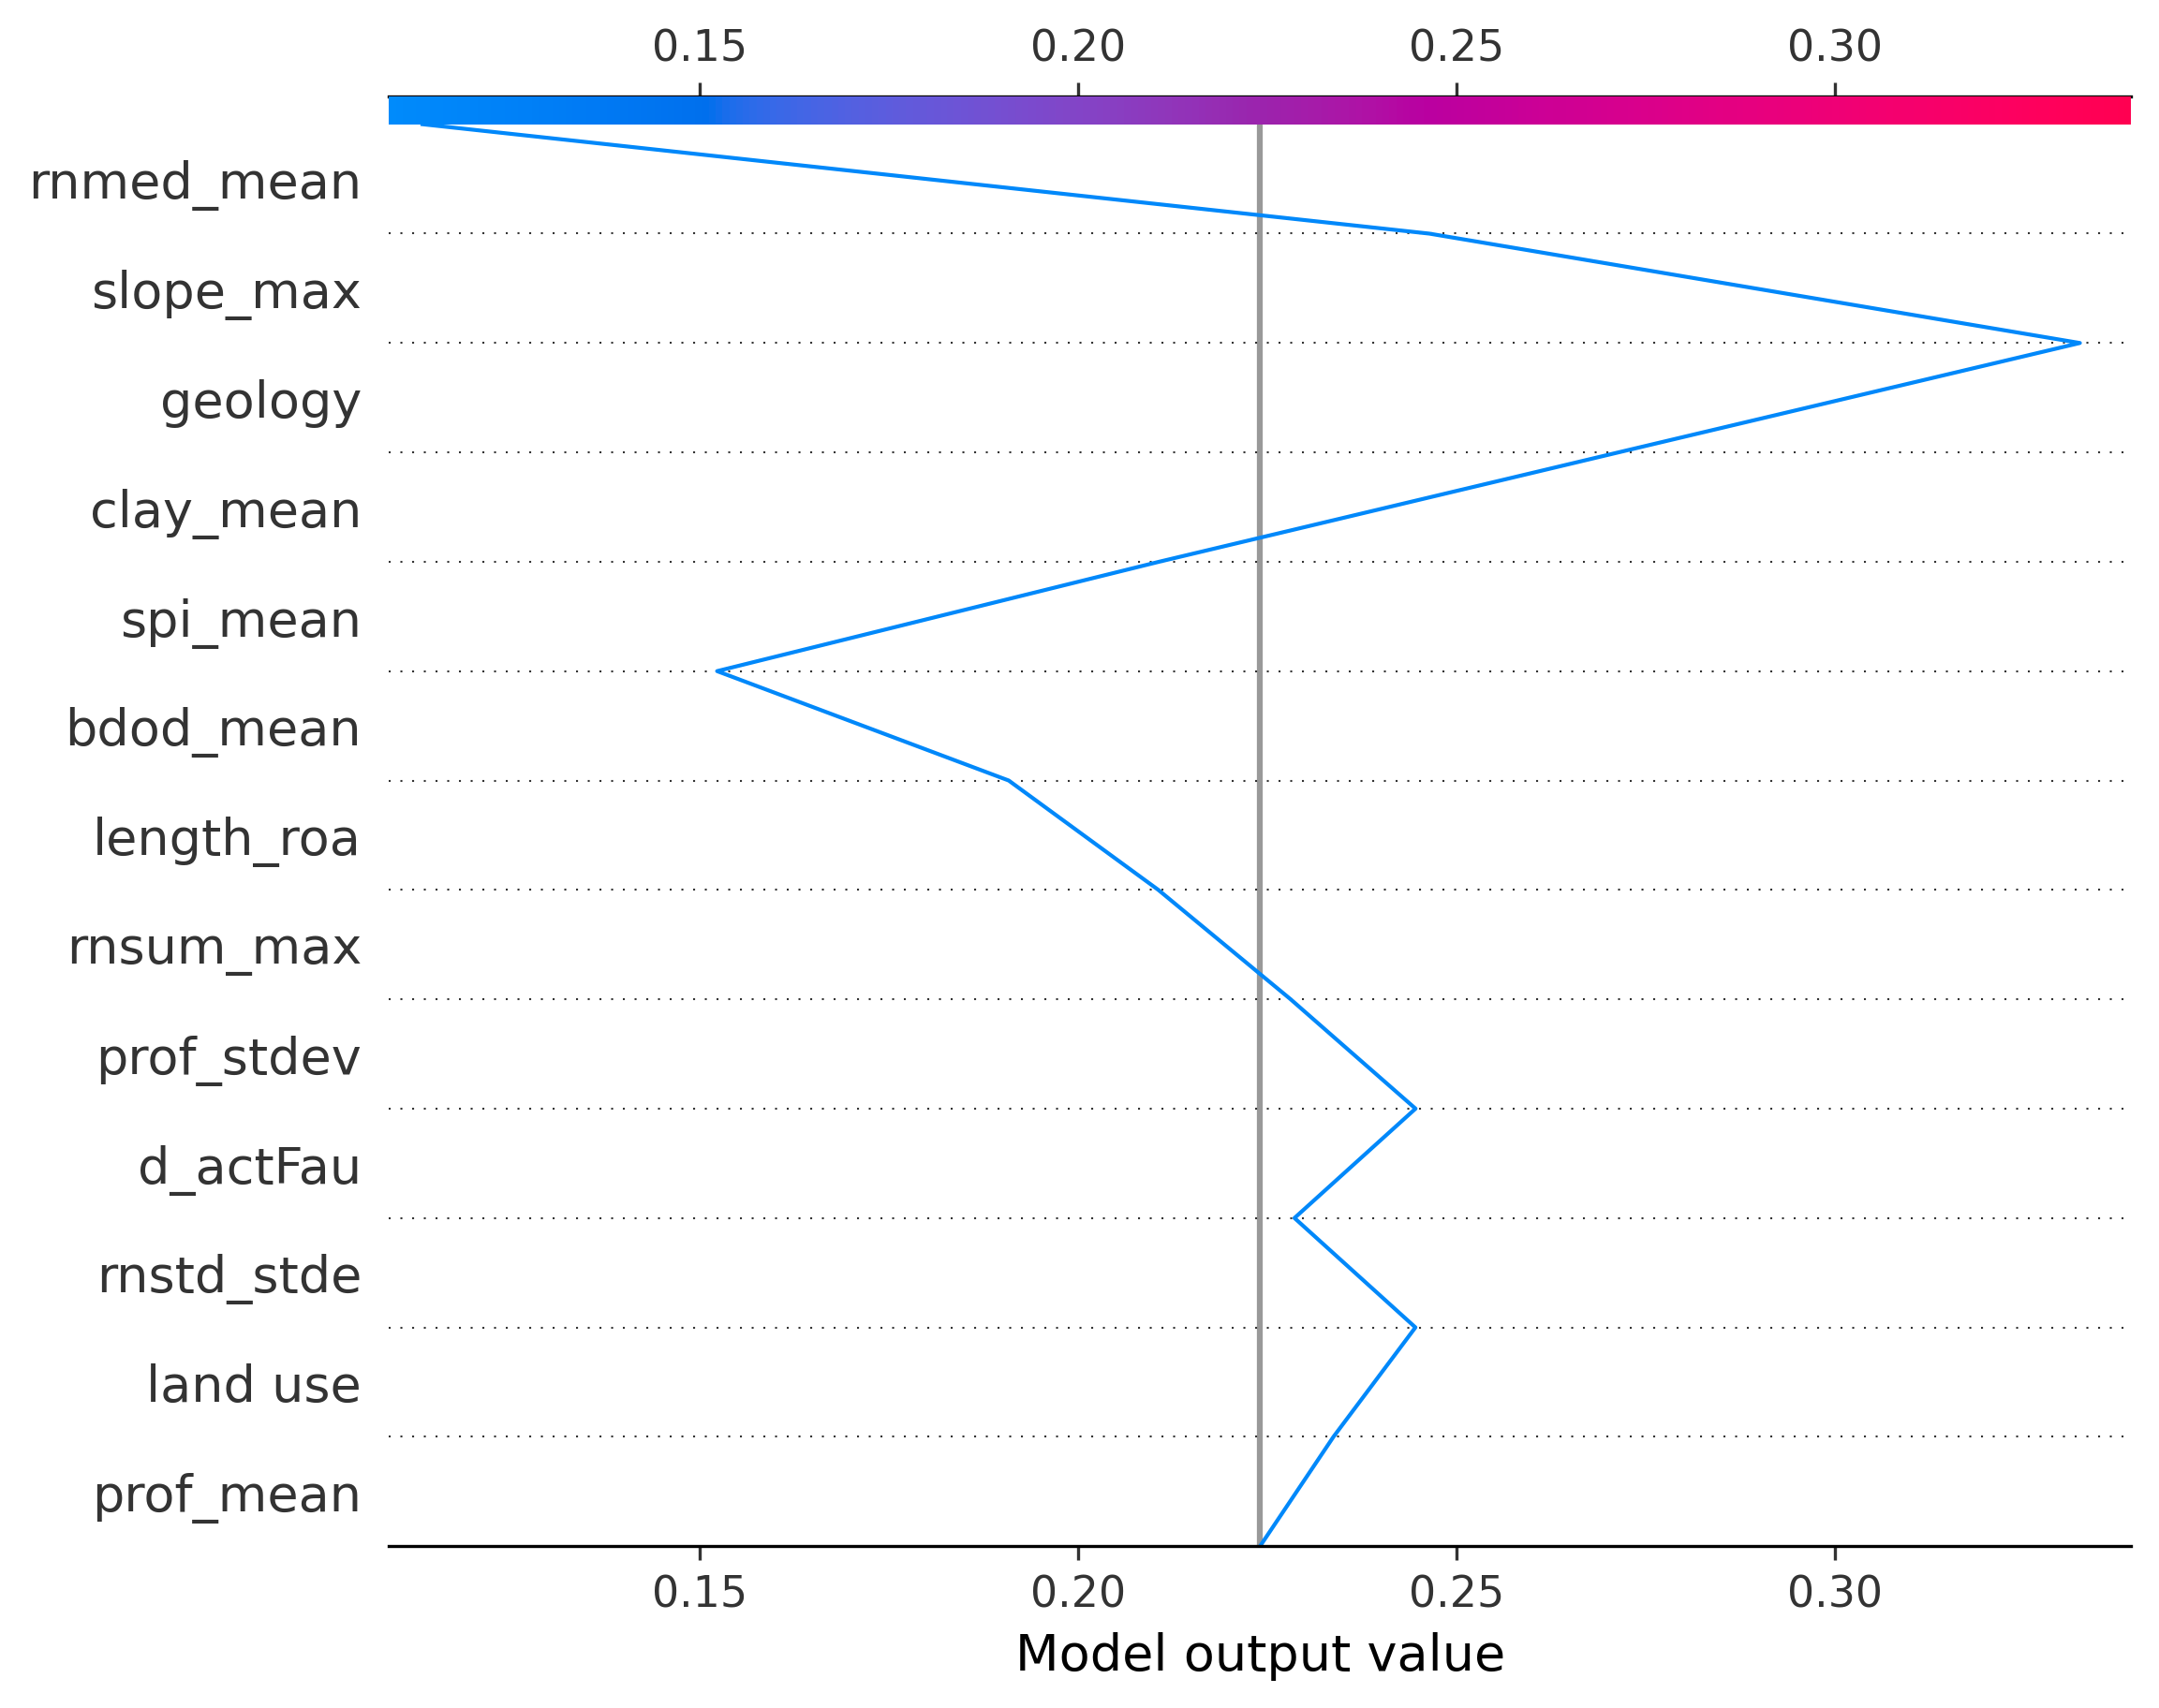 0.15 0.20 0.25 0.30
rnmed_mean
slope_max
geology
clay_mean
spi_mean
bdod_mean
length_roa
rnsum_max
prof_stdev
d_actFau
rnstd_stde
land use
prof_mean
0.15 0.20 0.25 0.30
Model output value